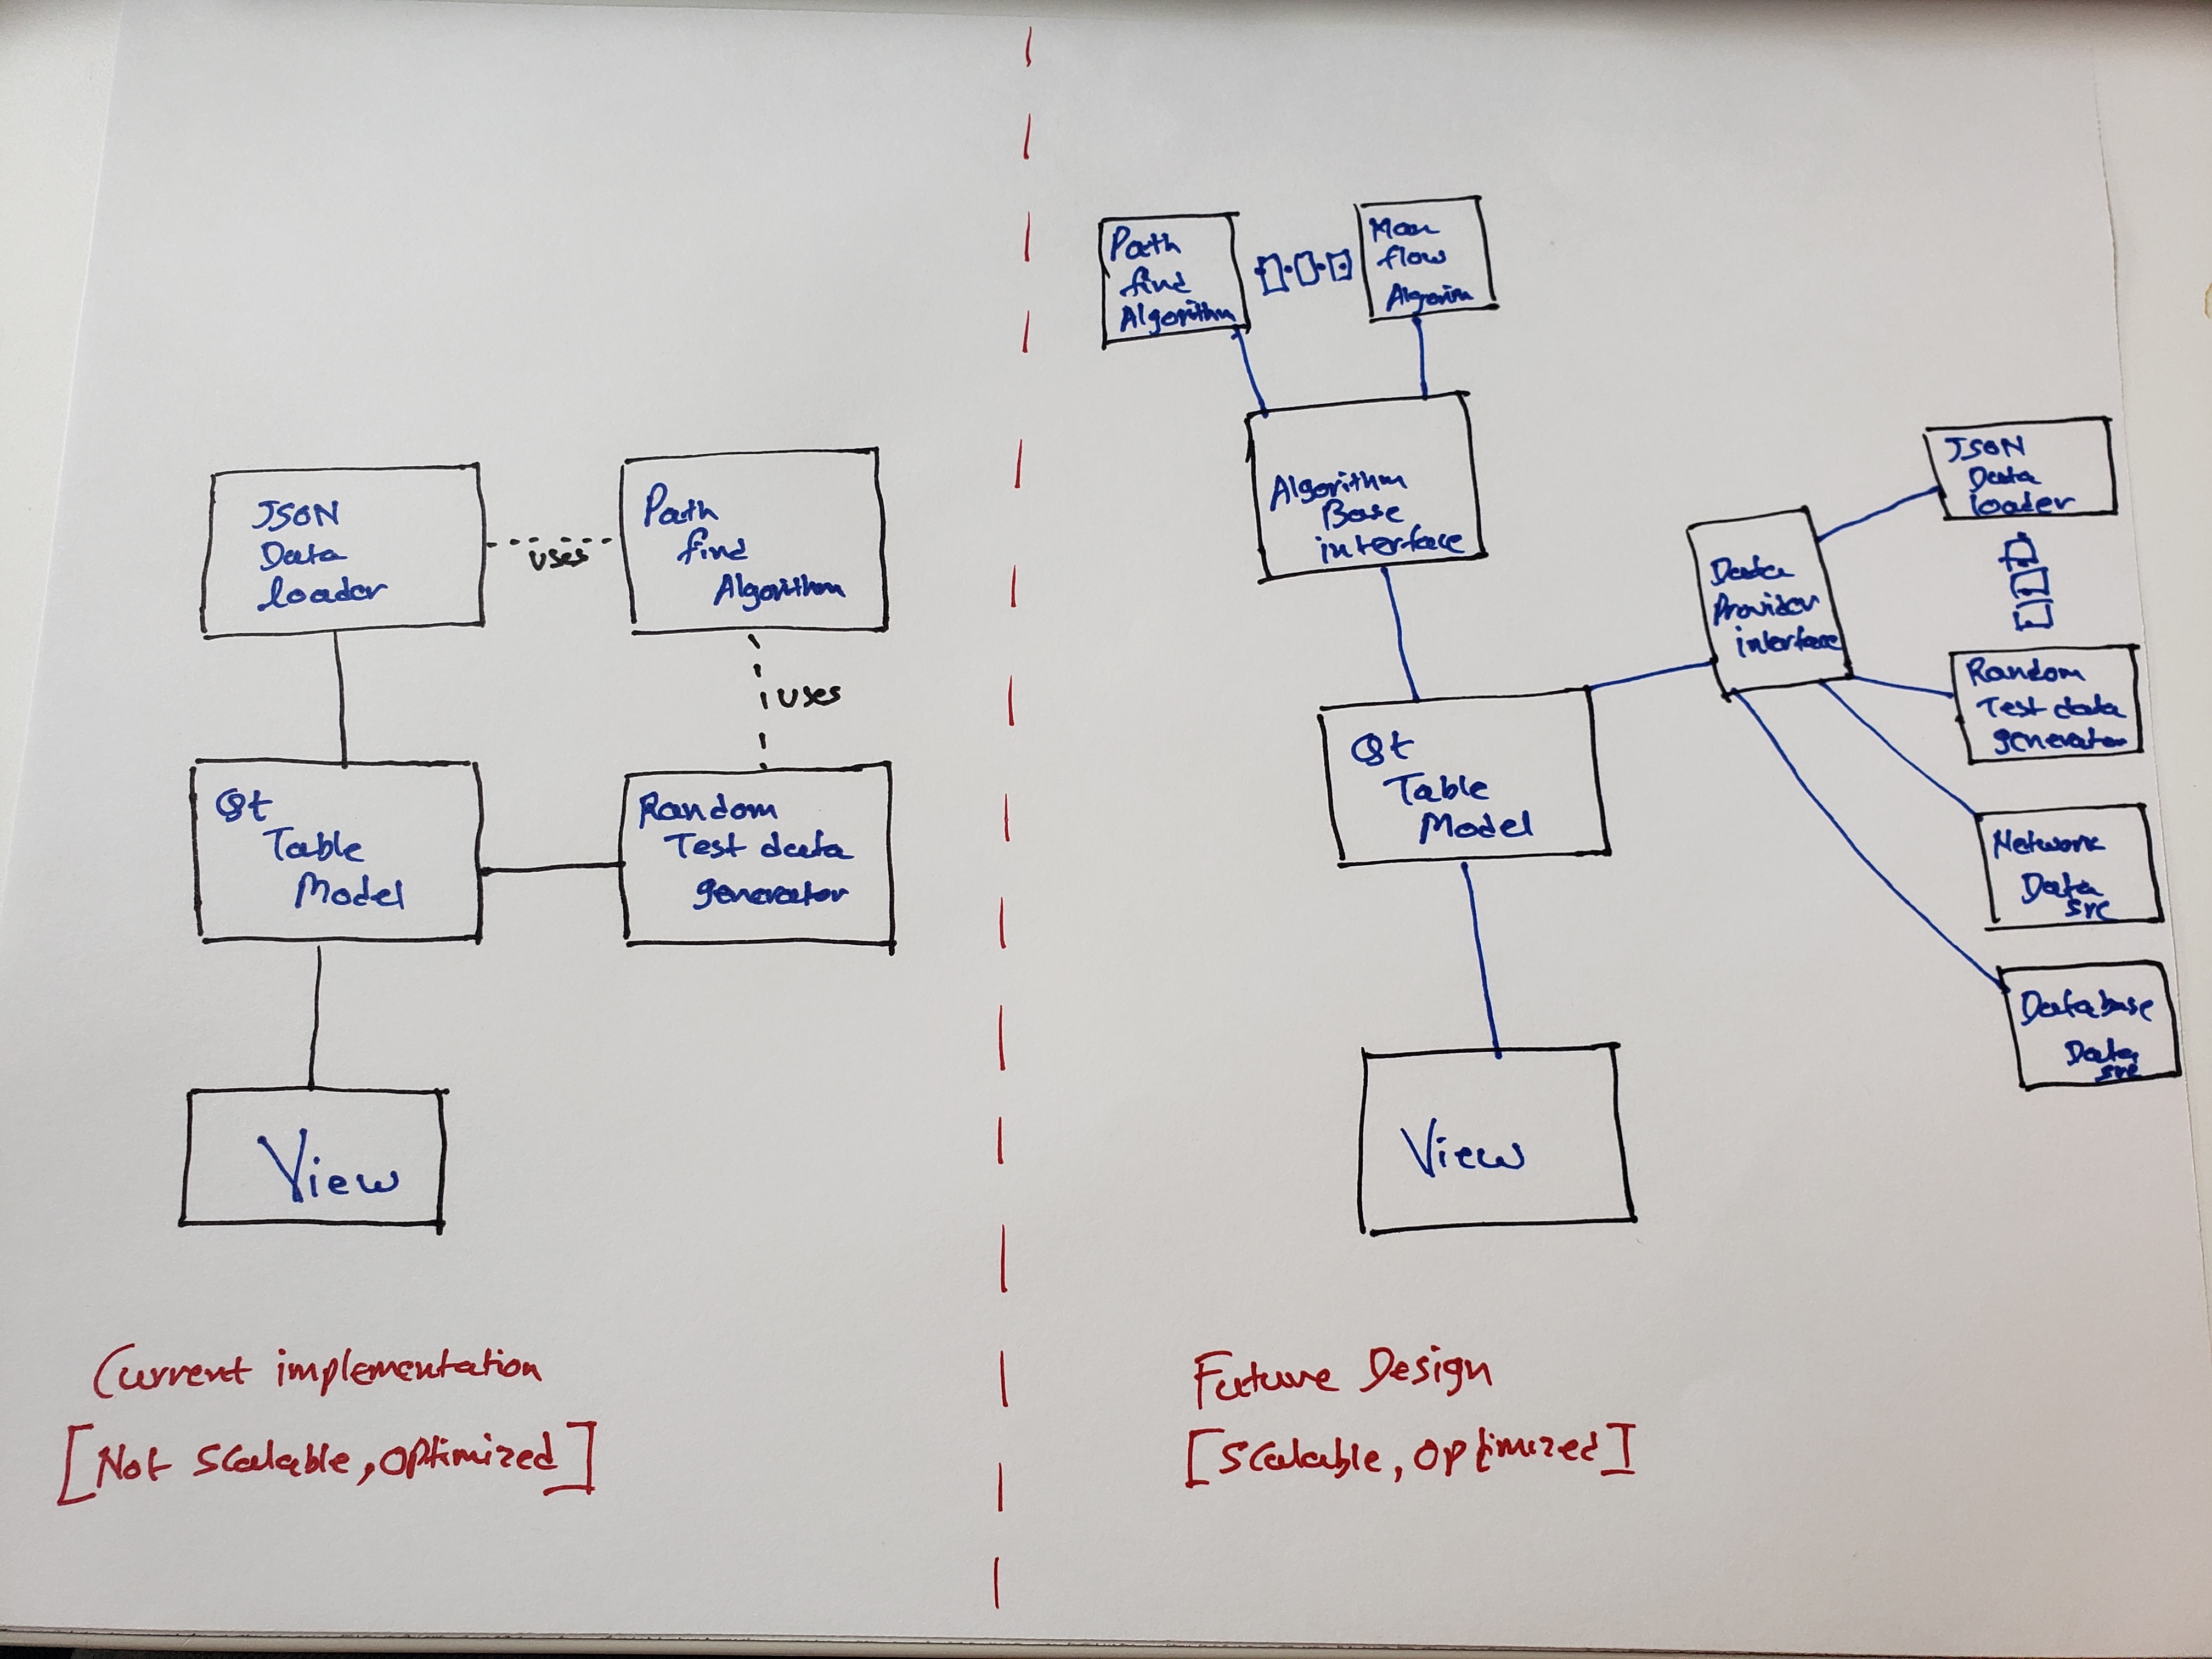 JSON
Data
loader
uses
Path
find
Algorithm
uses
Qt
Table
Model
Random
Test data
generator
View
Current implementation
[Not Scalable, Optimized]
Path
find
Algorithm
flow
Algorithm
Base
interface
Data
Provider
interface
JSON
Data
loader
Random
Test data
generator
Network
Data
src
Database
Data
src
Qt
Table
Model
View
Future Design
[Scalable, Optimized]